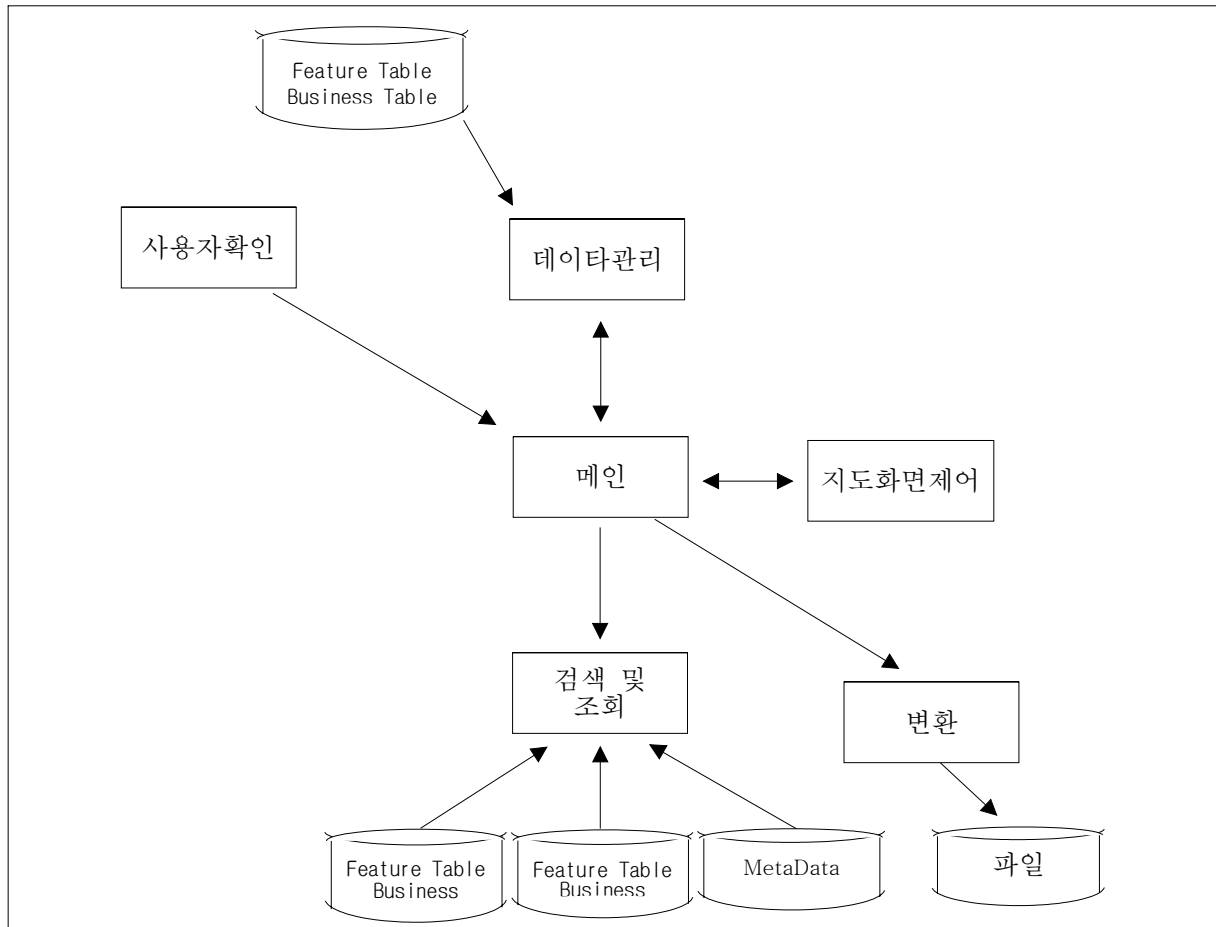 Feature Table
Business Table
사용자확인
데이타관리
메인
지도화면제어
검색 및
조회
변환
Feature Table
Business
Feature Table
Business
MetaData
파일